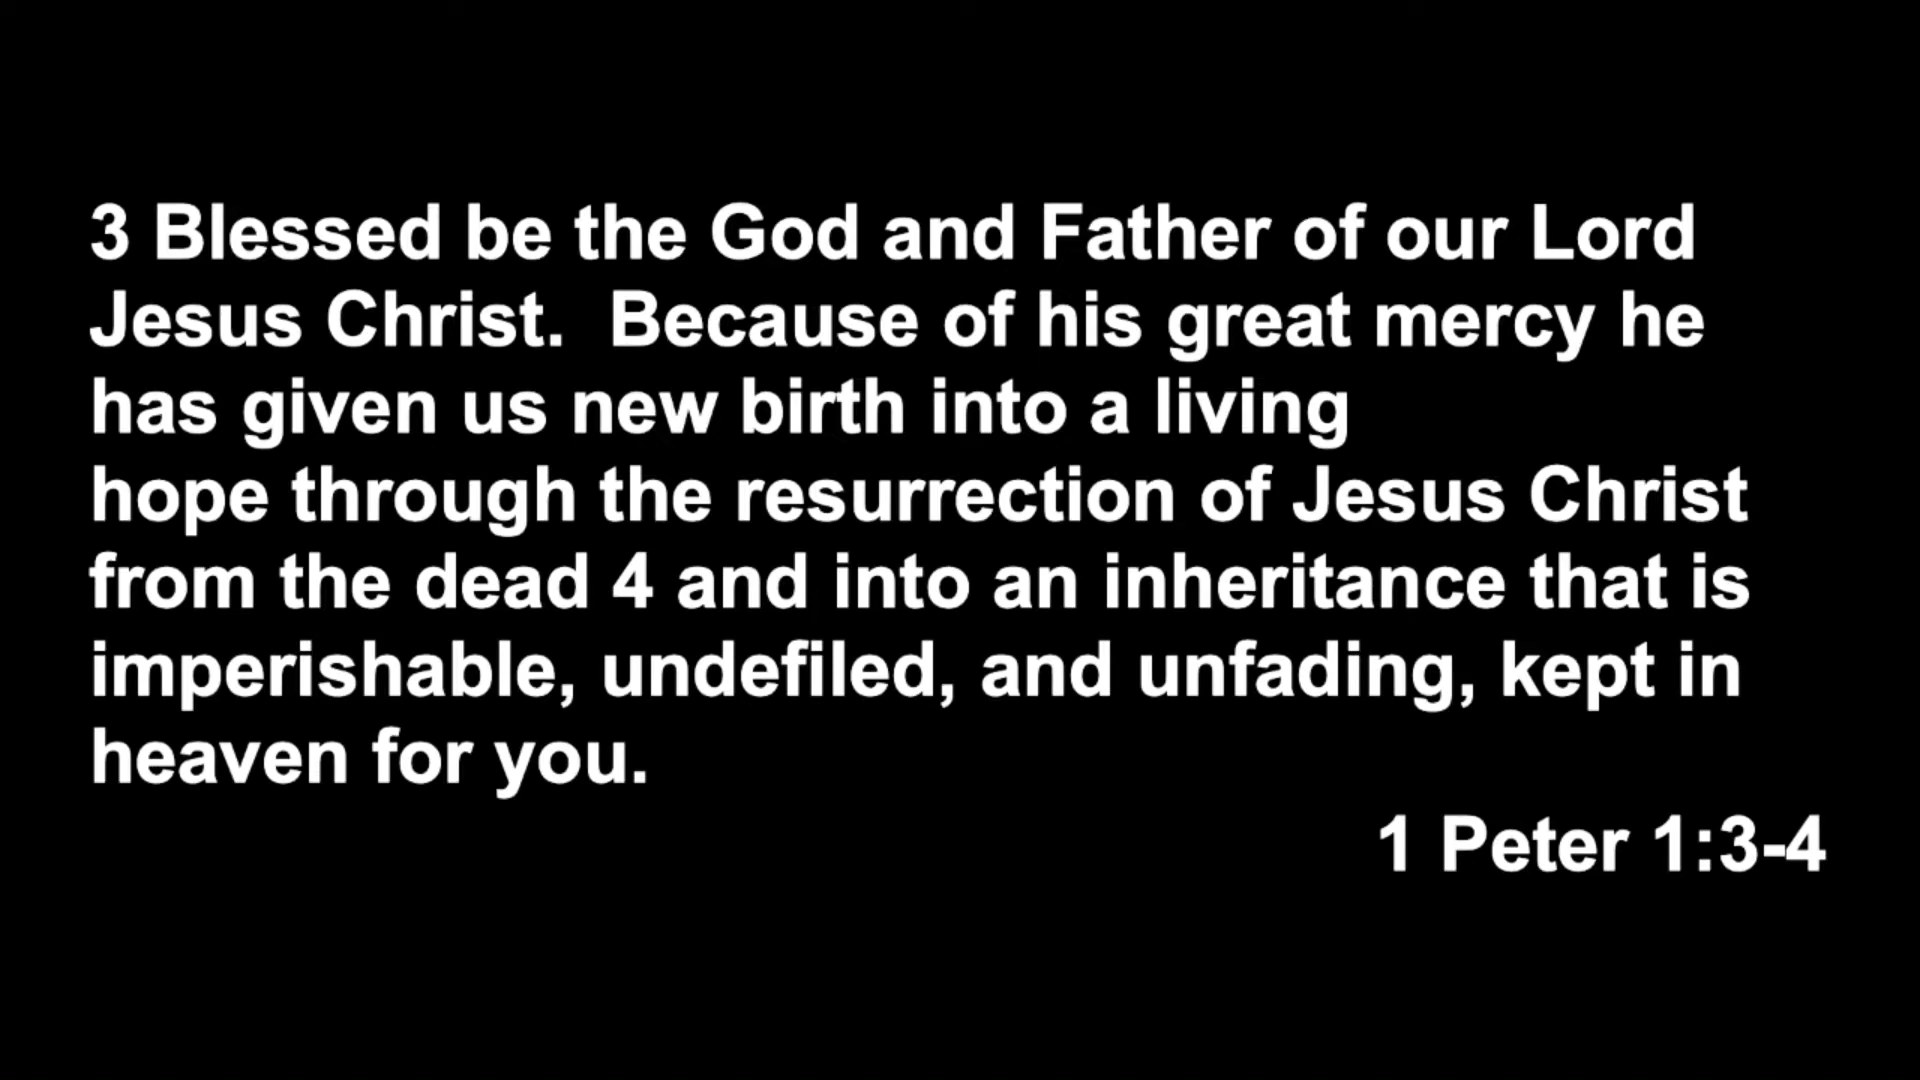 3 Blessed be the God and Father of our Lord
Jesus Christ.  Because of his great mercy he
has given us new birth into a living
hope through the resurrection of Jesus Christ
from the dead 4 and into an inheritance that is
imperishable, undefiled, and unfading, kept in
heaven for you.
1 Peter 1:3-4